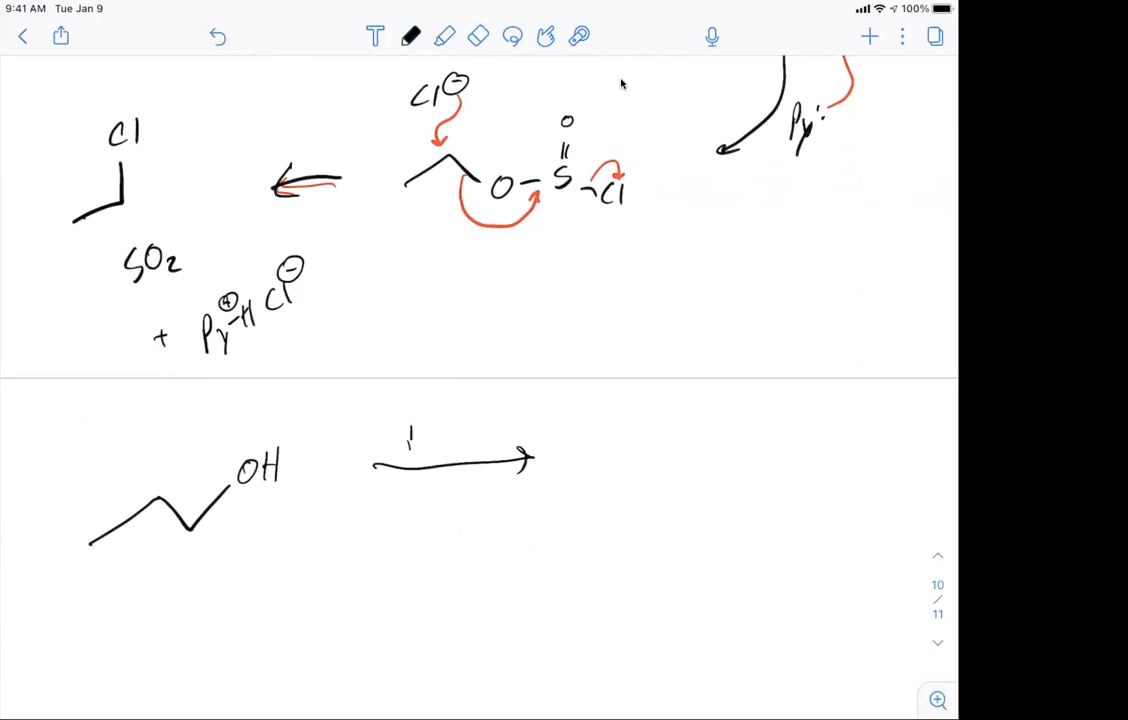 9:41 AM Tue Jan 9
100%
T
Cl⊖
Cl
O
||
O–S–Cl
Py:
SO2
+ Py⊕–H Cl⊖
OH
10
/
11